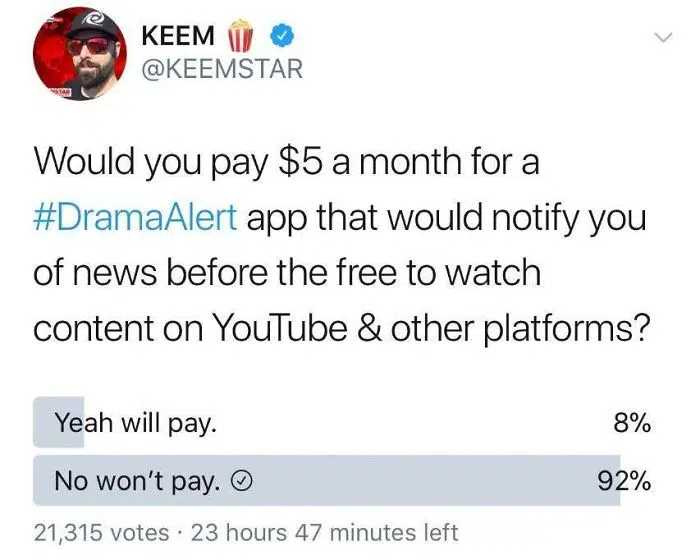 KEEM 🍿
@KEEMSTAR
Would you pay $5 a month for a
#DramaAlert app that would notify you
of news before the free to watch
content on YouTube & other platforms?
Yeah will pay. 8%
No won't pay. 92%
21,315 votes · 23 hours 47 minutes left